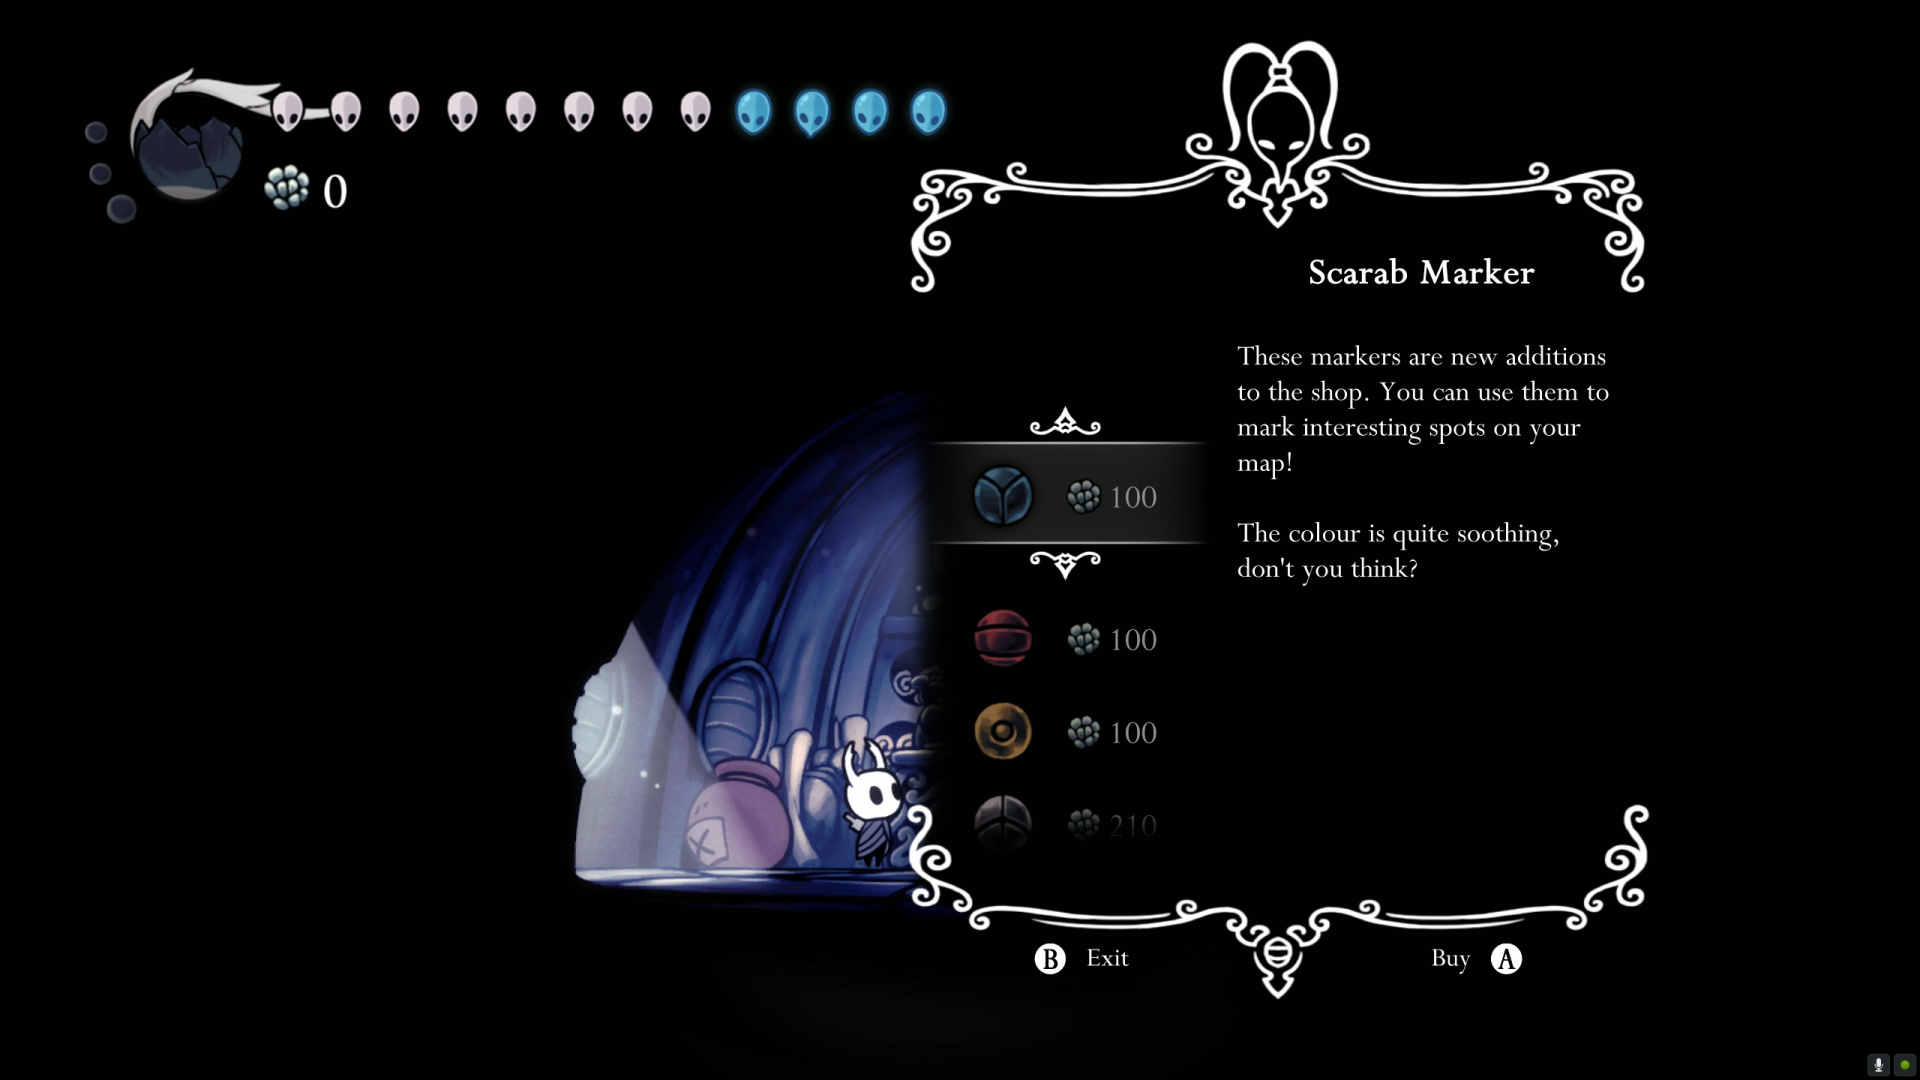 0
Scarab Marker
These markers are new additions
to the shop. You can use them to
mark interesting spots on your
map!
The colour is quite soothing,
don't you think?
100
100
100
210
B Exit
Buy A